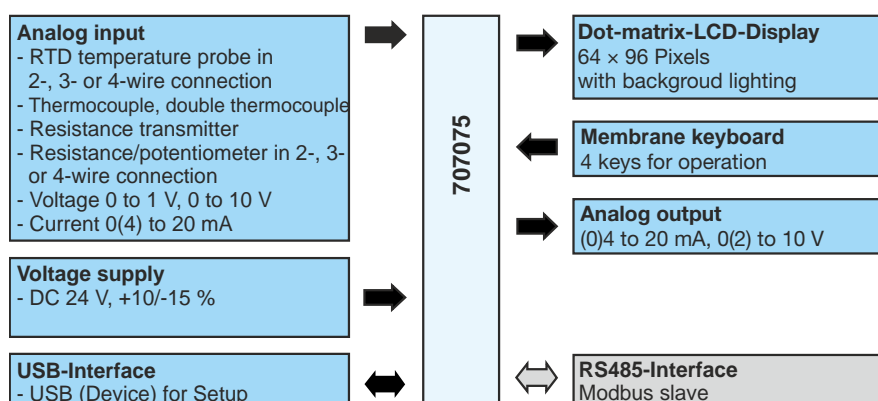 Analog input
- RTD temperature probe in
2-, 3- or 4-wire connection
- Thermocouple, double thermocouple
- Resistance transmitter
- Resistance/potentiometer in 2-, 3-
or 4-wire connection
- Voltage 0 to 1 V, 0 to 10 V
- Current 0(4) to 20 mA
Voltage supply
- DC 24 V, +10/-15 %
USB-Interface
- USB (Device) for Setup
707075
Dot-matrix-LCD-Display
64 × 96 Pixels
with backgroud lighting
Membrane keyboard
4 keys for operation
Analog output
(0)4 to 20 mA, 0(2) to 10 V
RS485-Interface
Modbus slave